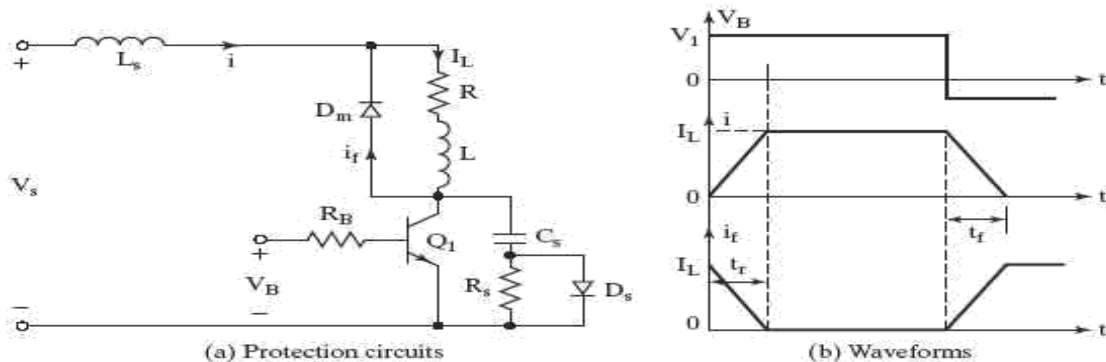 L_s
i
I_L
R
D_m
L
i_f
V_s
R_B
Q_1
C_s
V_B
R_s
D_s
+
−
+
−
(a) Protection circuits
V_B
V_1
0
t
i
I_L
0
t
t_f
i_f
I_L
t_r
0
t
(b) Waveforms